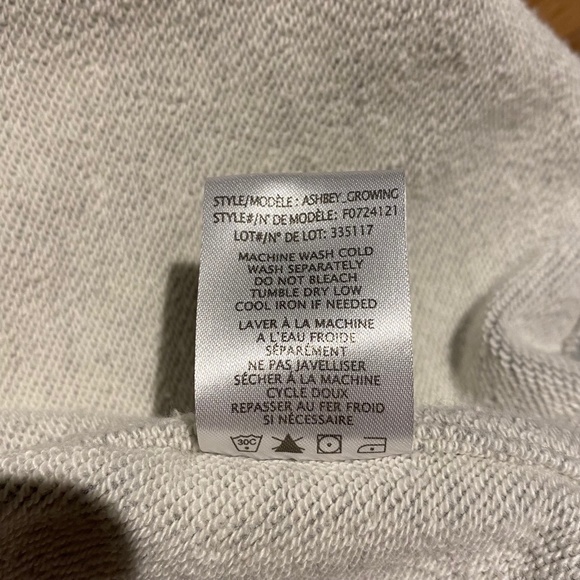 STYLE/MODÈLE : ASHBEY_GROWING
STYLE#/N° DE MODÈLE: F0724121
LOT#/N° DE LOT: 335117
MACHINE WASH COLD
WASH SEPARATELY
DO NOT BLEACH
TUMBLE DRY LOW
COOL IRON IF NEEDED
LAVER À LA MACHINE
A L'EAU FROIDE
SÉPARÉMENT
NE PAS JAVELLISER
SÉCHER À LA MACHINE
CYCLE DOUX
REPASSER AU FER FROID
SI NÉCESSAIRE
30C